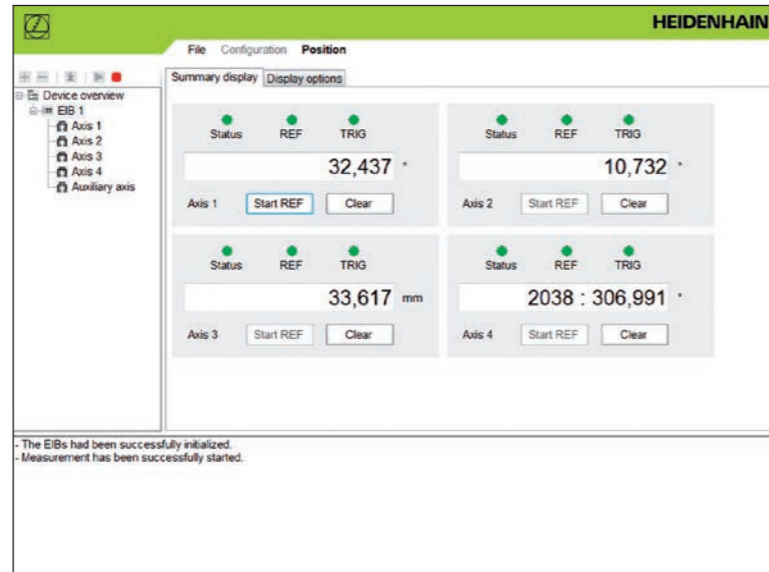 HEIDENHAIN
File Configuration Position
Summary display Display options
Device overview
EIB 1
Axis 1
Axis 2
Axis 3
Axis 4
Auxiliary axis
Status REF TRIG
32,437 °
Axis 1 Start REF Clear
Status REF TRIG
10,732 °
Axis 2 Start REF Clear
Status REF TRIG
33,617 mm
Axis 3 Start REF Clear
Status REF TRIG
2038 : 306,991 °
Axis 4 Start REF Clear
- The EIBs had been successfully initialized.
- Measurement has been successfully started.